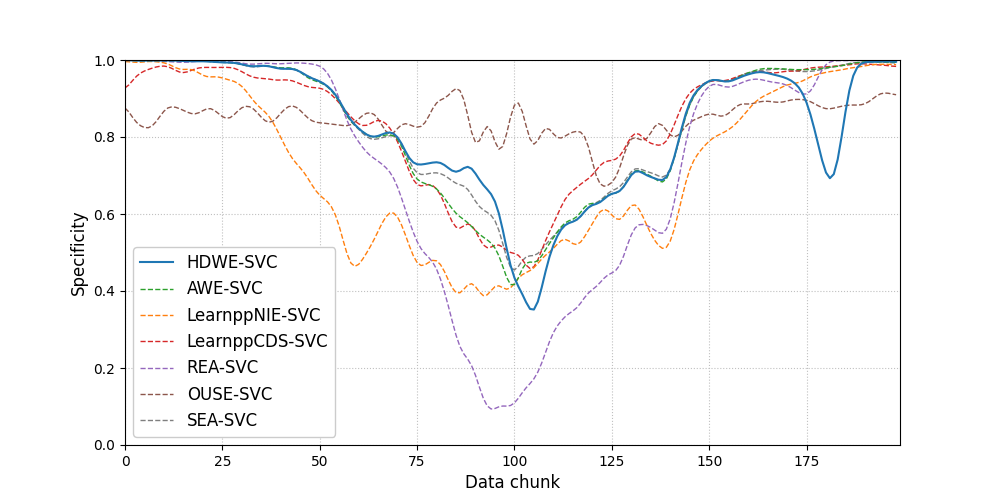 1.0
0.8
0.6
0.4
0.2
0.0
Specificity
HDWE-SVC
AWE-SVC
LearnppNIE-SVC
LearnppCDS-SVC
REA-SVC
OUSE-SVC
SEA-SVC
0 25 50 75 100 125 150 175
Data chunk